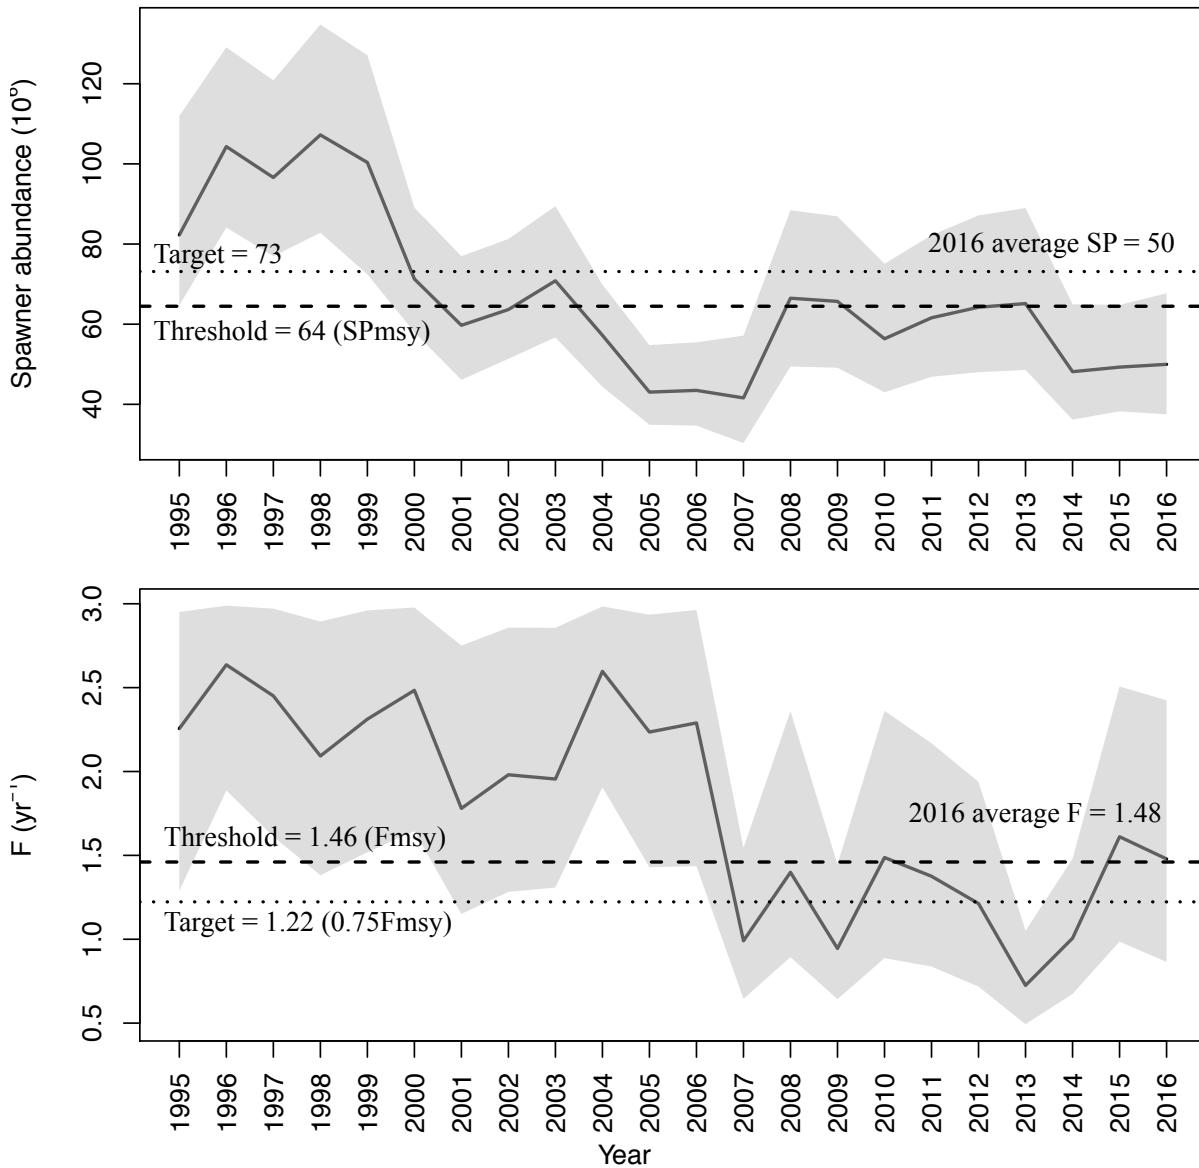 Spawner abundance (10⁶)
120
100
80
60
40
Target = 73
2016 average SP = 50
Threshold = 64 (SPmsy)
1995 1996 1997 1998 1999 2000 2001 2002 2003 2004 2005 2006 2007 2008 2009 2010 2011 2012 2013 2014 2015 2016
F (yr⁻¹)
3.0
2.5
2.0
1.5
1.0
0.5
2016 average F = 1.48
Threshold = 1.46 (Fmsy)
Target = 1.22 (0.75Fmsy)
1995 1996 1997 1998 1999 2000 2001 2002 2003 2004 2005 2006 2007 2008 2009 2010 2011 2012 2013 2014 2015 2016
Year